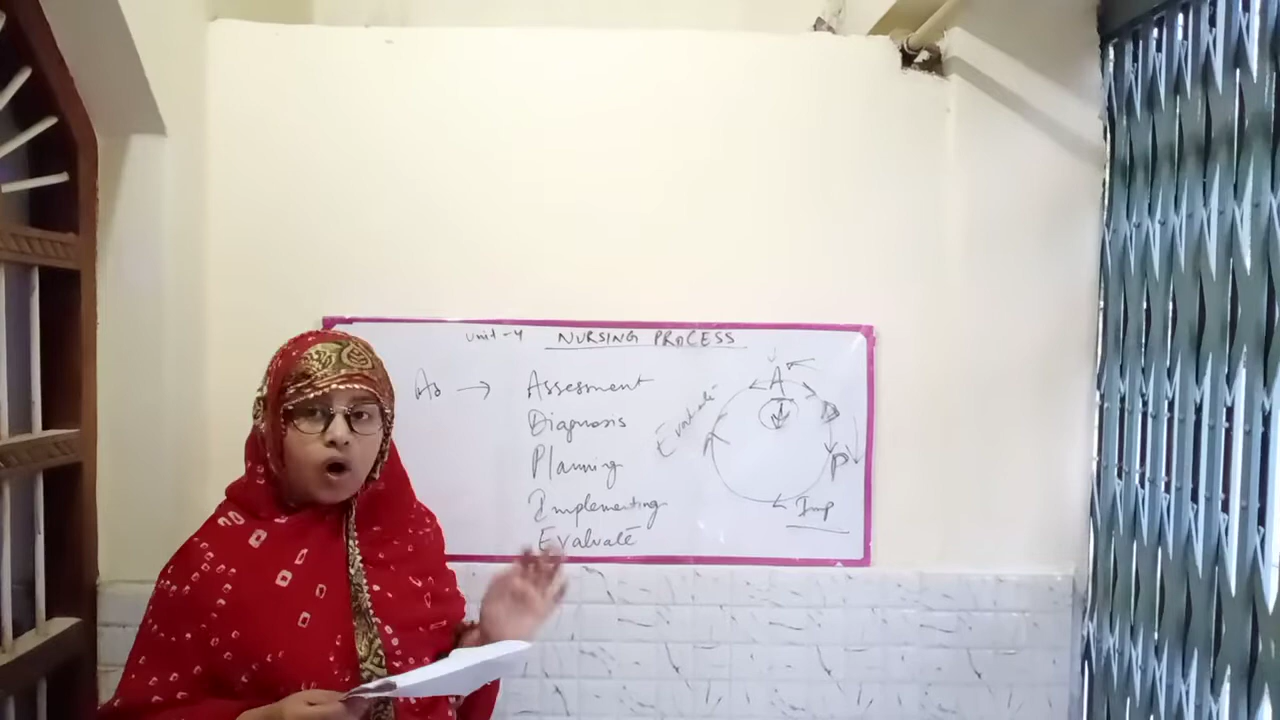 Unit-4 NURSING PROCESS
As → Assesment
Diagnosis
Planning
Implementing
Evaluate
A
D
P
Imp
Evaluate